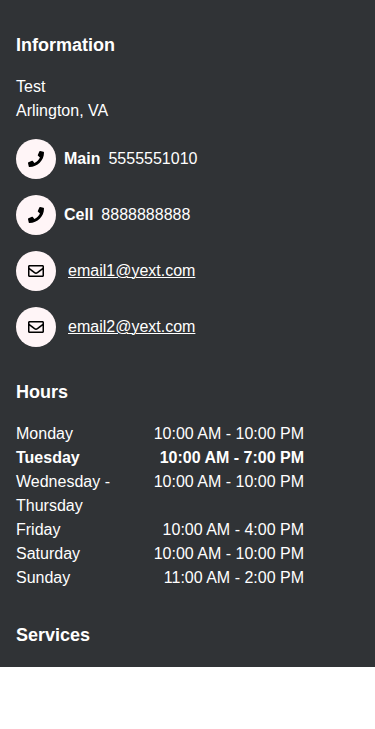 Information
Test
Arlington, VA
Main 5555551010
Cell 8888888888
email1@yext.com
email2@yext.com
Hours
Monday 10:00 AM - 10:00 PM
Tuesday 10:00 AM - 7:00 PM
Wednesday - 10:00 AM - 10:00 PM
Thursday
Friday 10:00 AM - 4:00 PM
Saturday 10:00 AM - 10:00 PM
Sunday 11:00 AM - 2:00 PM
Services